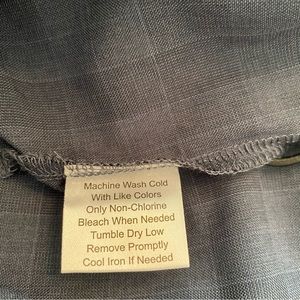 Machine Wash Cold
With Like Colors
Only Non-Chlorine
Bleach When Needed
Tumble Dry Low
Remove Promptly
Cool Iron If Needed